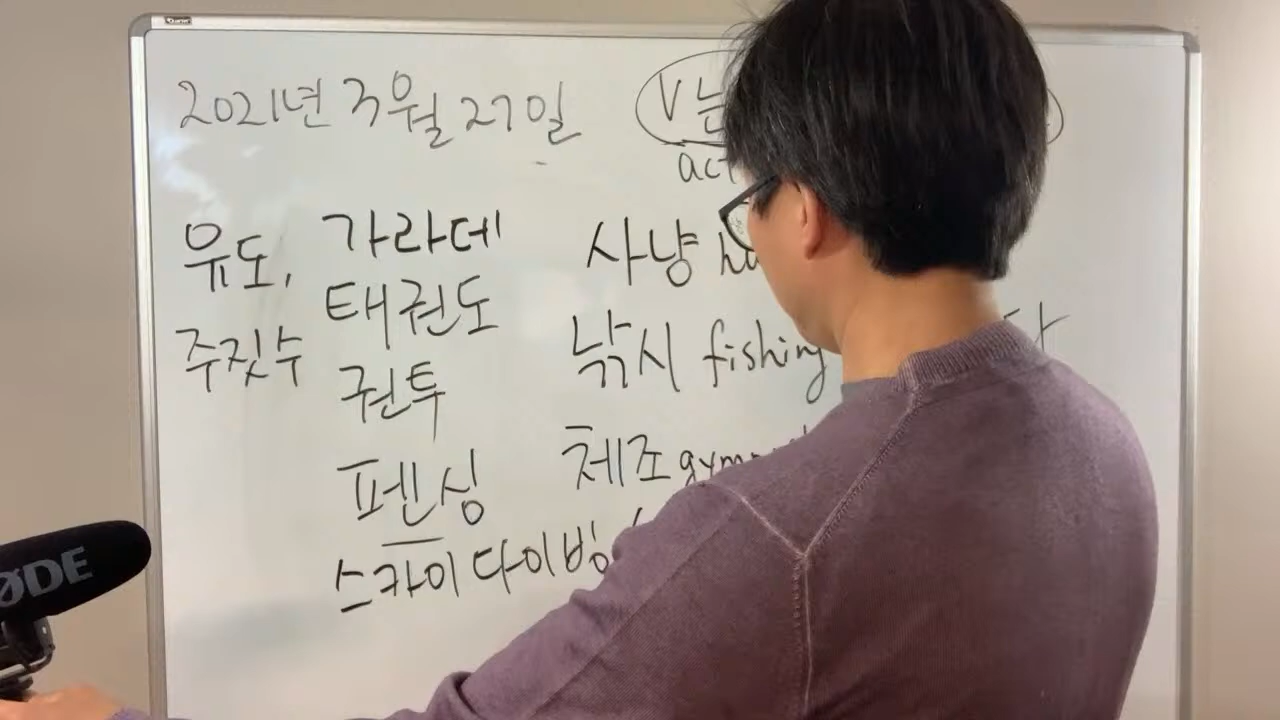 2021년 3월 27일
V는
act
유도,
주짓수
가라데
태권도
권투
펜싱
스카이다이빙
사냥 hu
낚시 fishing
체조 gym
RØDE